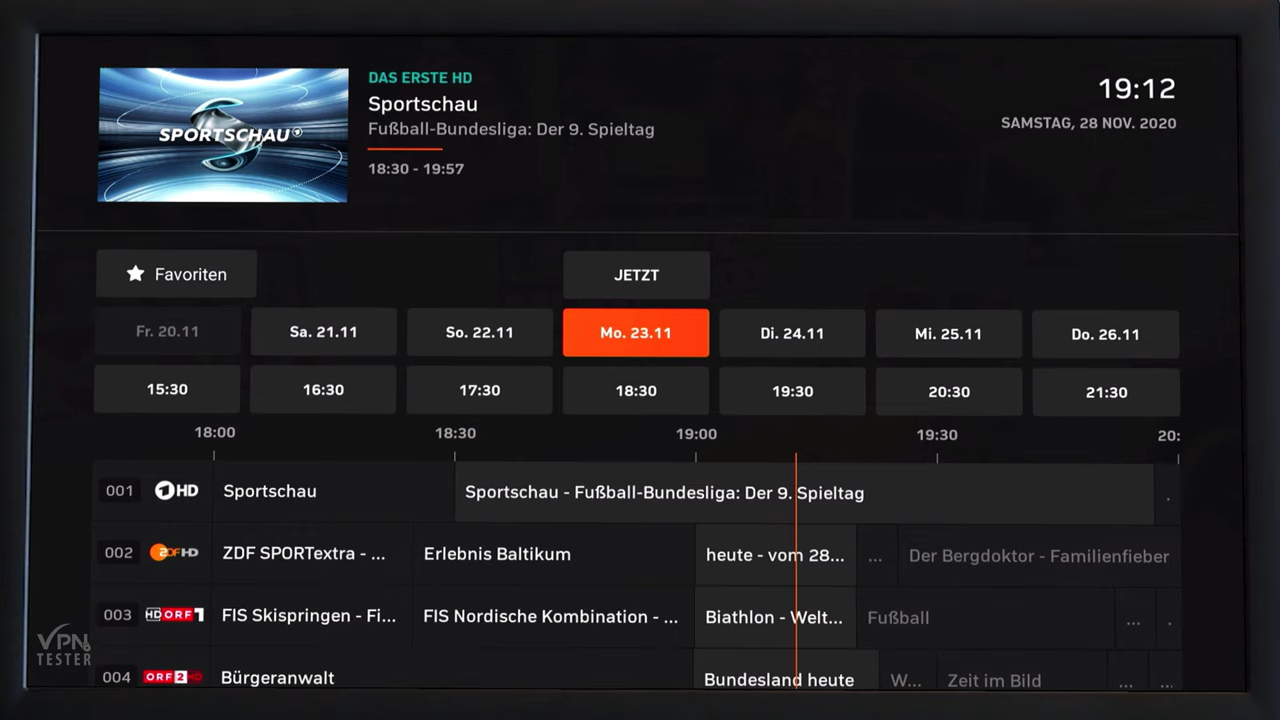 DAS ERSTE HD
Sportschau
Fußball-Bundesliga: Der 9. Spieltag
18:30 - 19:57
SPORTSCHAU
19:12
SAMSTAG, 28 NOV. 2020
Favoriten
JETZT
Fr. 20.11 Sa. 21.11 So. 22.11 Mo. 23.11 Di. 24.11 Mi. 25.11 Do. 26.11
15:30 16:30 17:30 18:30 19:30 20:30 21:30
18:00 18:30 19:00 19:30 20:
001 1 HD Sportschau Sportschau - Fußball-Bundesliga: Der 9. Spieltag .
002 ZDF HD ZDF SPORTextra - ... Erlebnis Baltikum heute - vom 28... ... Der Bergdoktor - Familienfieber
003 HD ORF 1 FIS Skispringen - Fi... FIS Nordische Kombination - ... Biathlon - Welt... Fußball ... .
004 ORF 2 HD Bürgeranwalt Bundesland heute W... Zeit im Bild ... ...
VPN
TESTER